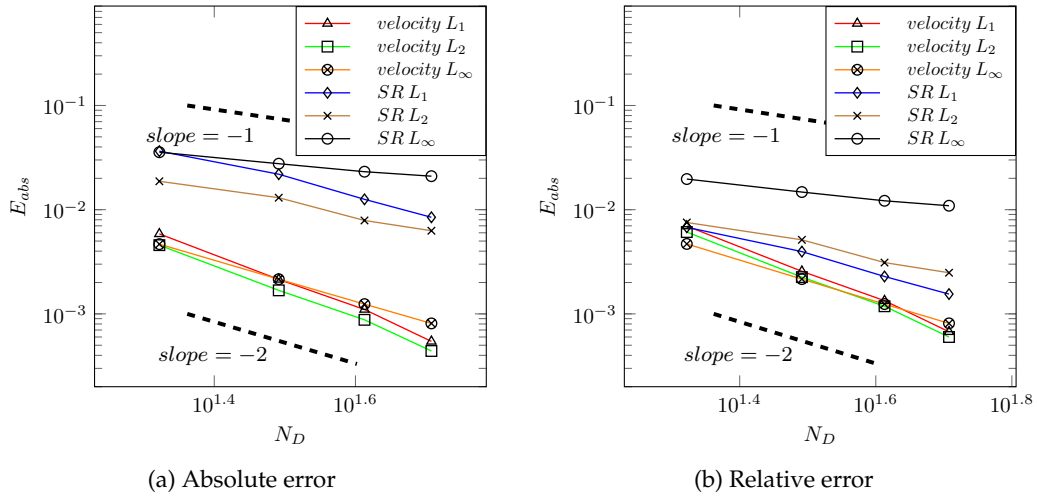 velocity L₁
velocity L₂
velocity L∞
SR L₁
SR L₂
SR L∞
10⁻¹
10⁻²
10⁻³
E_abs
slope = −1
slope = −2
10^1.4
10^1.6
N_D
(a) Absolute error
velocity L₁
velocity L₂
velocity L∞
SR L₁
SR L₂
SR L∞
10⁻¹
10⁻²
10⁻³
E_abs
slope = −1
slope = −2
10^1.4
10^1.6
10^1.8
N_D
(b) Relative error